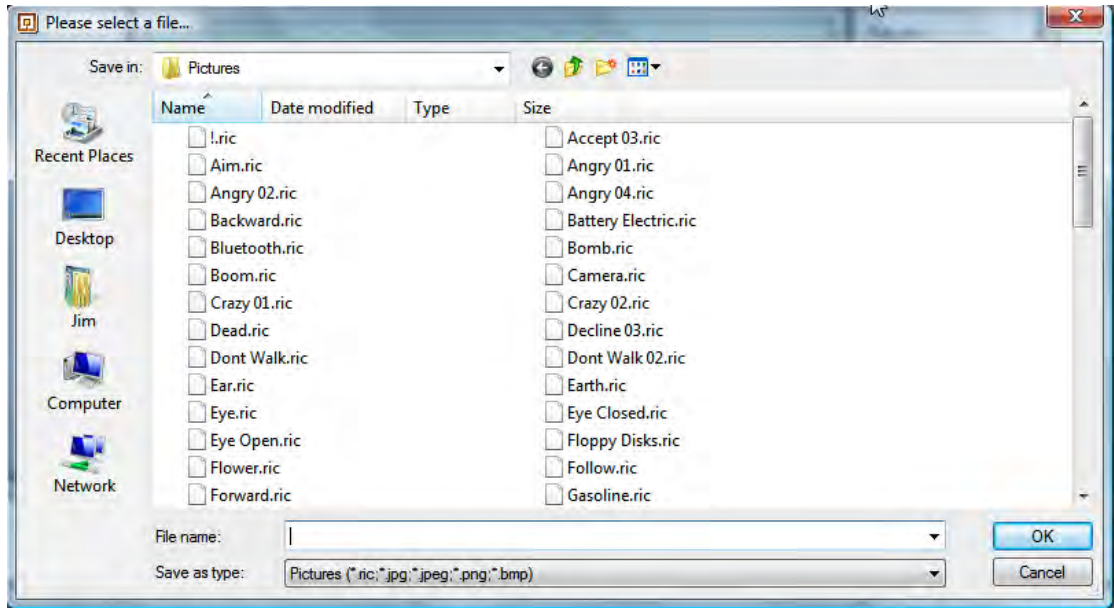 Please select a file...
Save in: Pictures
Name Date modified Type Size
Recent Places
Desktop
Jim
Computer
Network
!.ric Accept 03.ric
Aim.ric Angry 01.ric
Angry 02.ric Angry 04.ric
Backward.ric Battery Electric.ric
Bluetooth.ric Bomb.ric
Boom.ric Camera.ric
Crazy 01.ric Crazy 02.ric
Dead.ric Decline 03.ric
Dont Walk.ric Dont Walk 02.ric
Ear.ric Earth.ric
Eye.ric Eye Closed.ric
Eye Open.ric Floppy Disks.ric
Flower.ric Follow.ric
Forward.ric Gasoline.ric
File name: OK
Save as type: Pictures (*.ric;*.jpg;*.jpeg;*.png;*.bmp) Cancel